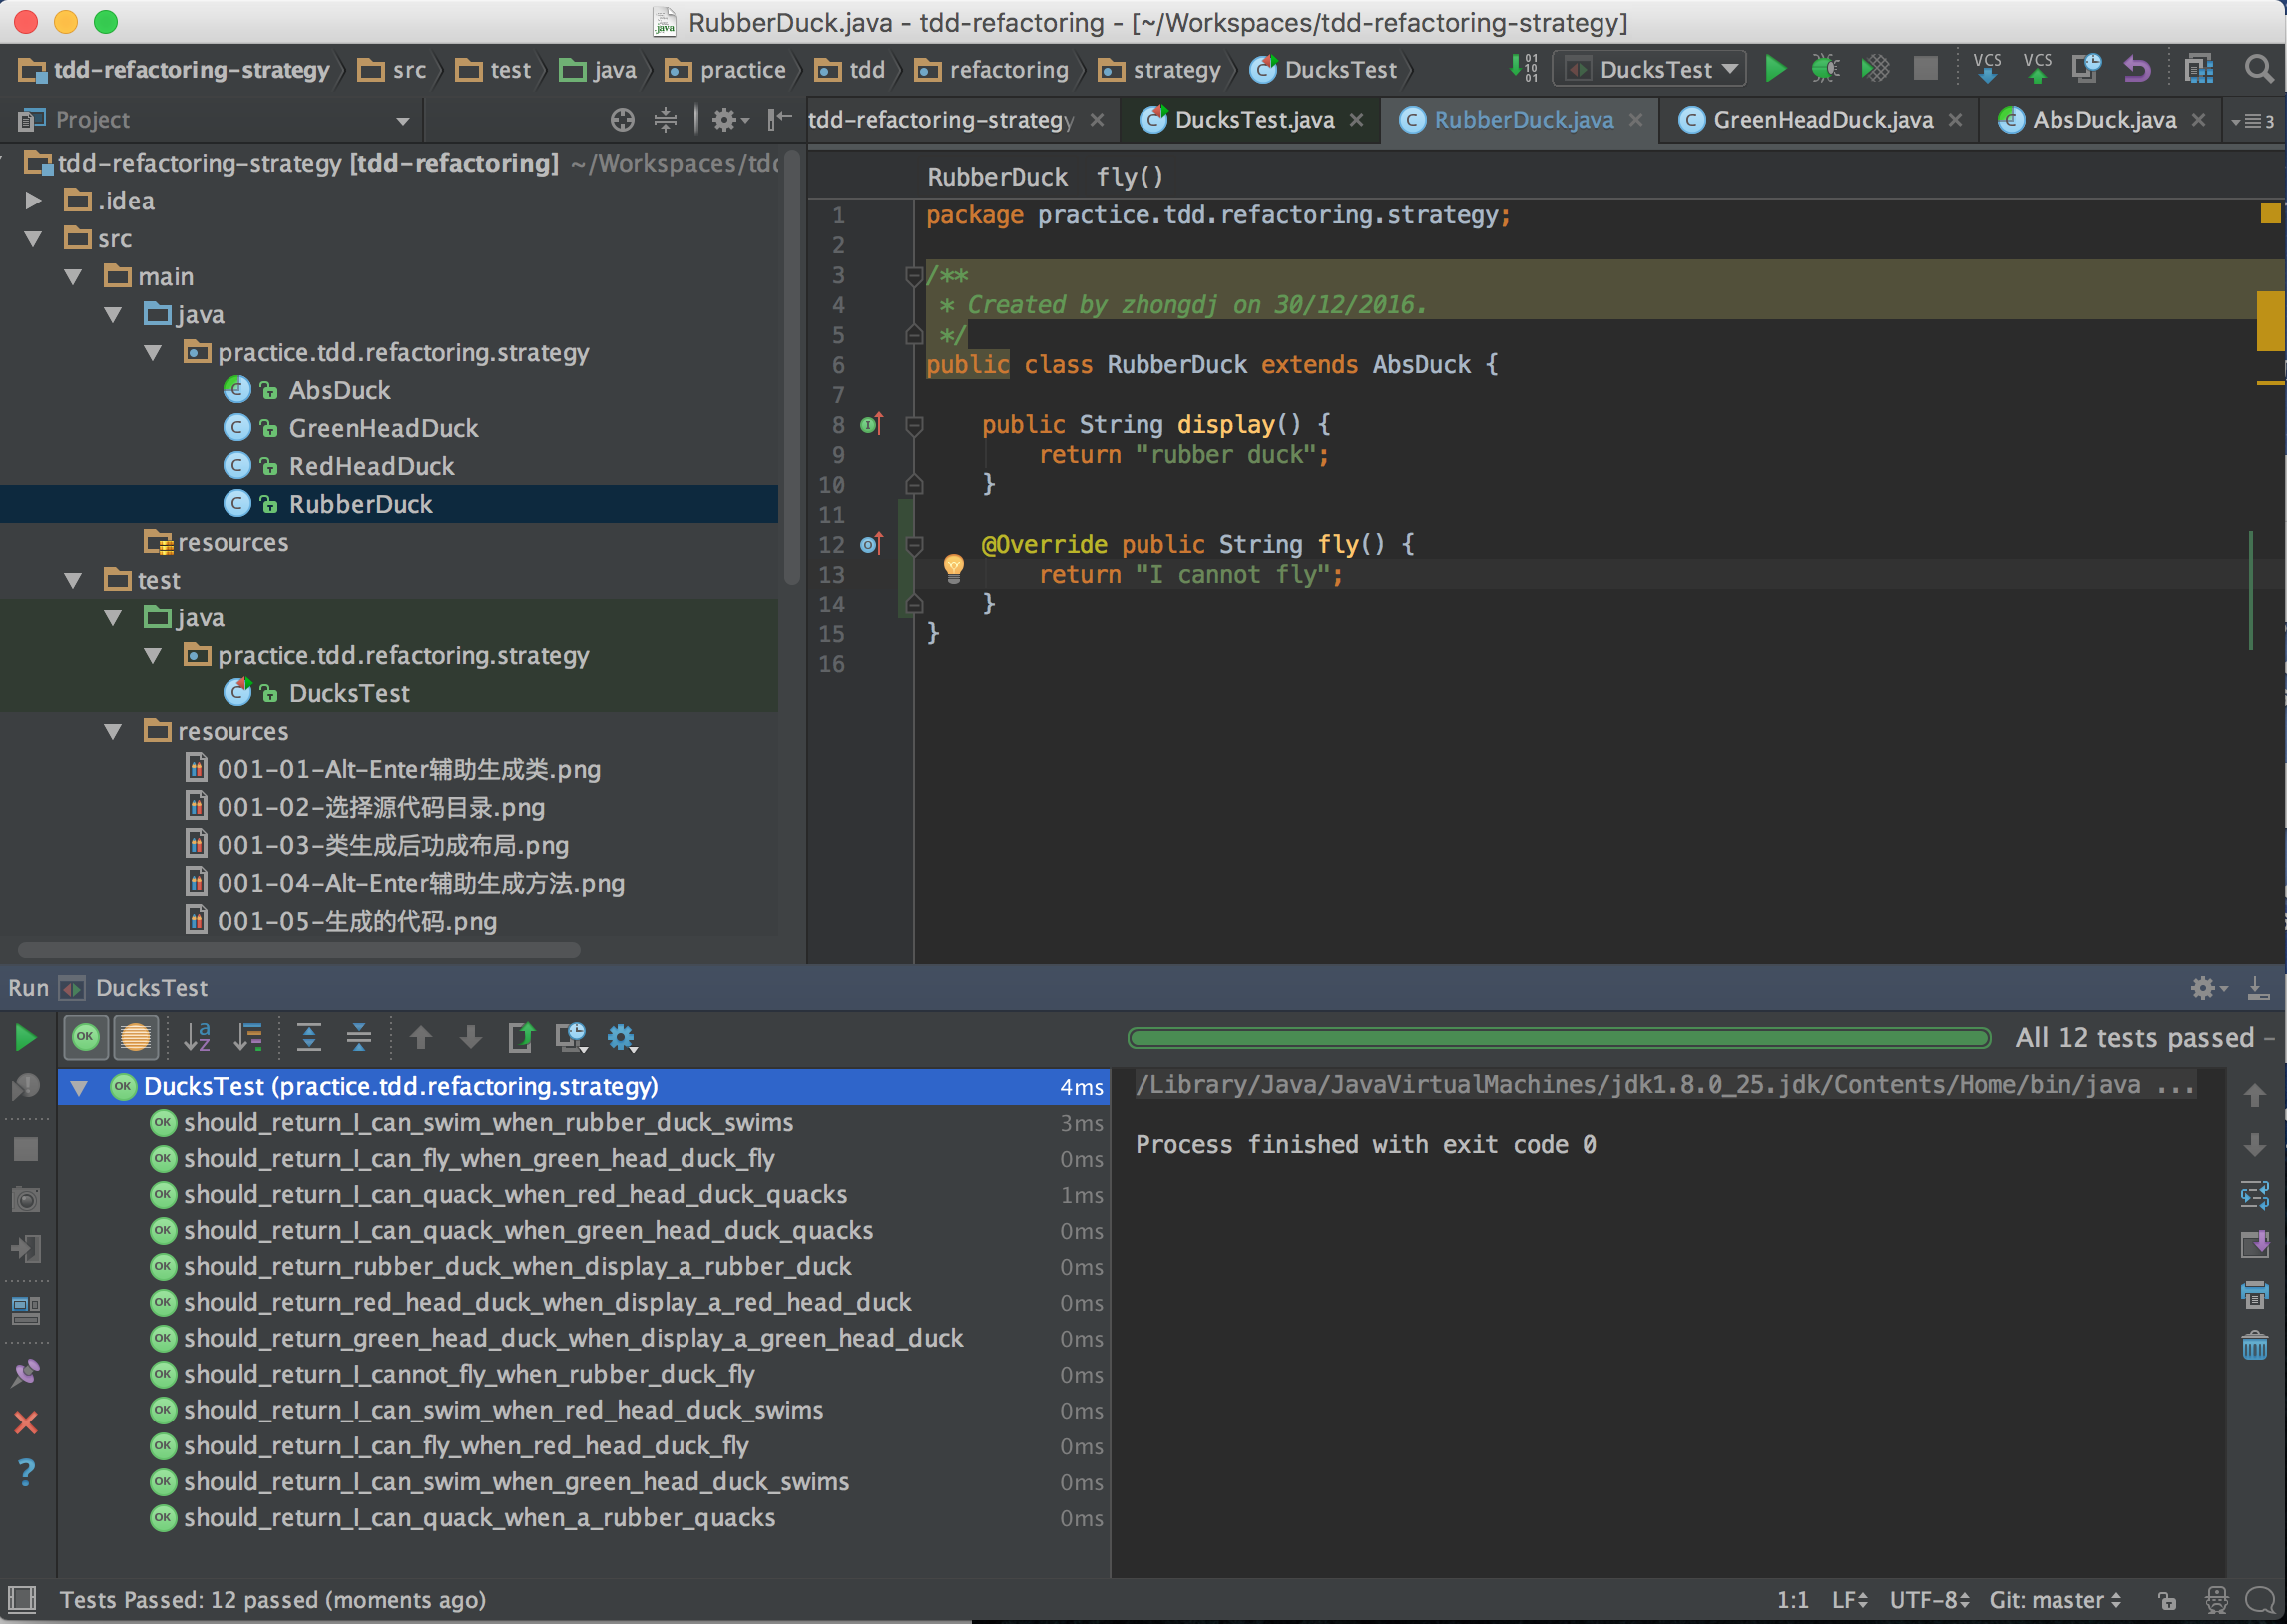 RubberDuck.java - tdd-refactoring - [~/Workspaces/tdd-refactoring-strategy]
tdd-refactoring-strategy src test java practice tdd refactoring strategy DucksTest
DucksTest VCS VCS
Project
tdd-refactoring-strategy DucksTest.java RubberDuck.java GreenHeadDuck.java AbsDuck.java 3
tdd-refactoring-strategy [tdd-refactoring] ~/Workspaces/tdd
.idea
src
main
java
practice.tdd.refactoring.strategy
AbsDuck
GreenHeadDuck
RedHeadDuck
RubberDuck
resources
test
java
practice.tdd.refactoring.strategy
DucksTest
resources
001-01-Alt-Enter辅助生成类.png
001-02-选择源代码目录.png
001-03-类生成后功成布局.png
001-04-Alt-Enter辅助生成方法.png
001-05-生成的代码.png
RubberDuck fly()
1 package practice.tdd.refactoring.strategy;
2
3 /**
4 * Created by zhongdj on 30/12/2016.
5 */
6 public class RubberDuck extends AbsDuck {
7
8 public String display() {
9 return "rubber duck";
10 }
11
12 @Override public String fly() {
13 return "I cannot fly";
14 }
15 }
16
Run DucksTest
All 12 tests passed –
DucksTest (practice.tdd.refactoring.strategy) 4ms
should_return_I_can_swim_when_rubber_duck_swims 3ms
should_return_I_can_fly_when_green_head_duck_fly 0ms
should_return_I_can_quack_when_red_head_duck_quacks 1ms
should_return_I_can_quack_when_green_head_duck_quacks 0ms
should_return_rubber_duck_when_display_a_rubber_duck 0ms
should_return_red_head_duck_when_display_a_red_head_duck 0ms
should_return_green_head_duck_when_display_a_green_head_duck 0ms
should_return_I_cannot_fly_when_rubber_duck_fly 0ms
should_return_I_can_swim_when_red_head_duck_swims 0ms
should_return_I_can_fly_when_red_head_duck_fly 0ms
should_return_I_can_swim_when_green_head_duck_swims 0ms
should_return_I_can_quack_when_a_rubber_quacks 0ms
/Library/Java/JavaVirtualMachines/jdk1.8.0_25.jdk/Contents/Home/bin/java ...
Process finished with exit code 0
Tests Passed: 12 passed (moments ago) 1:1 LF UTF-8 Git: master